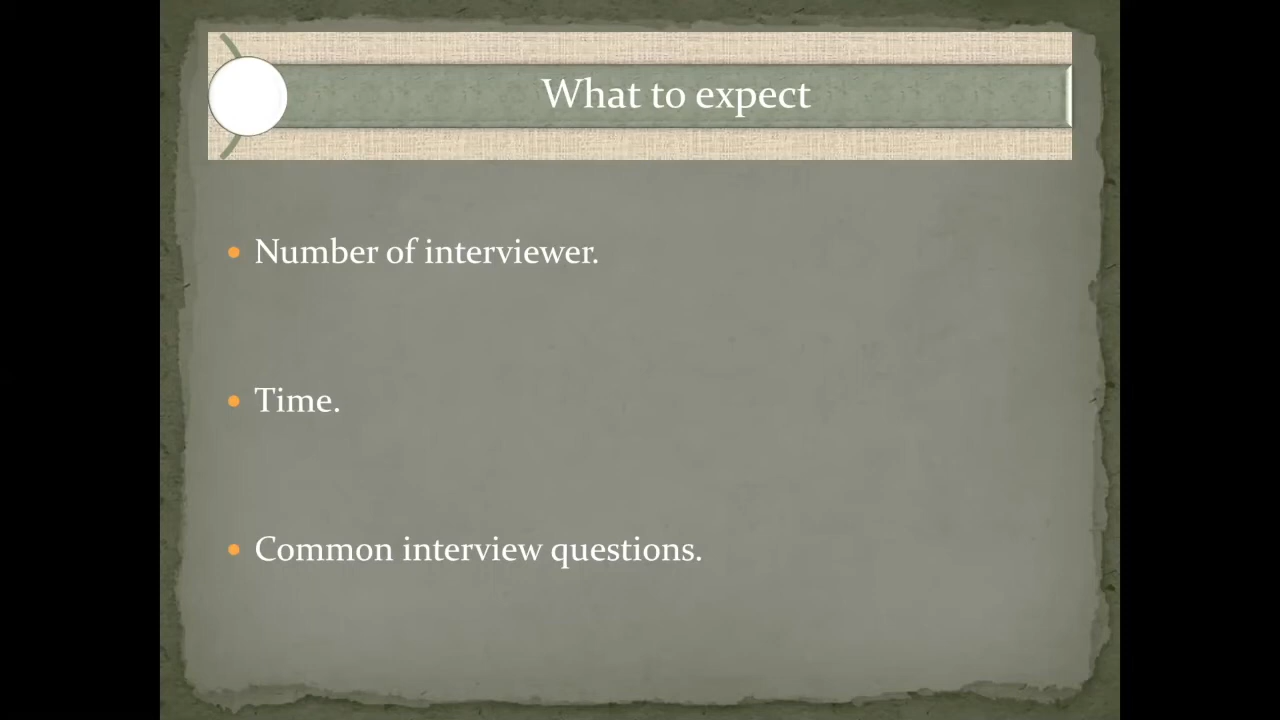 What to expect
Number of interviewer.
Time.
Common interview questions.